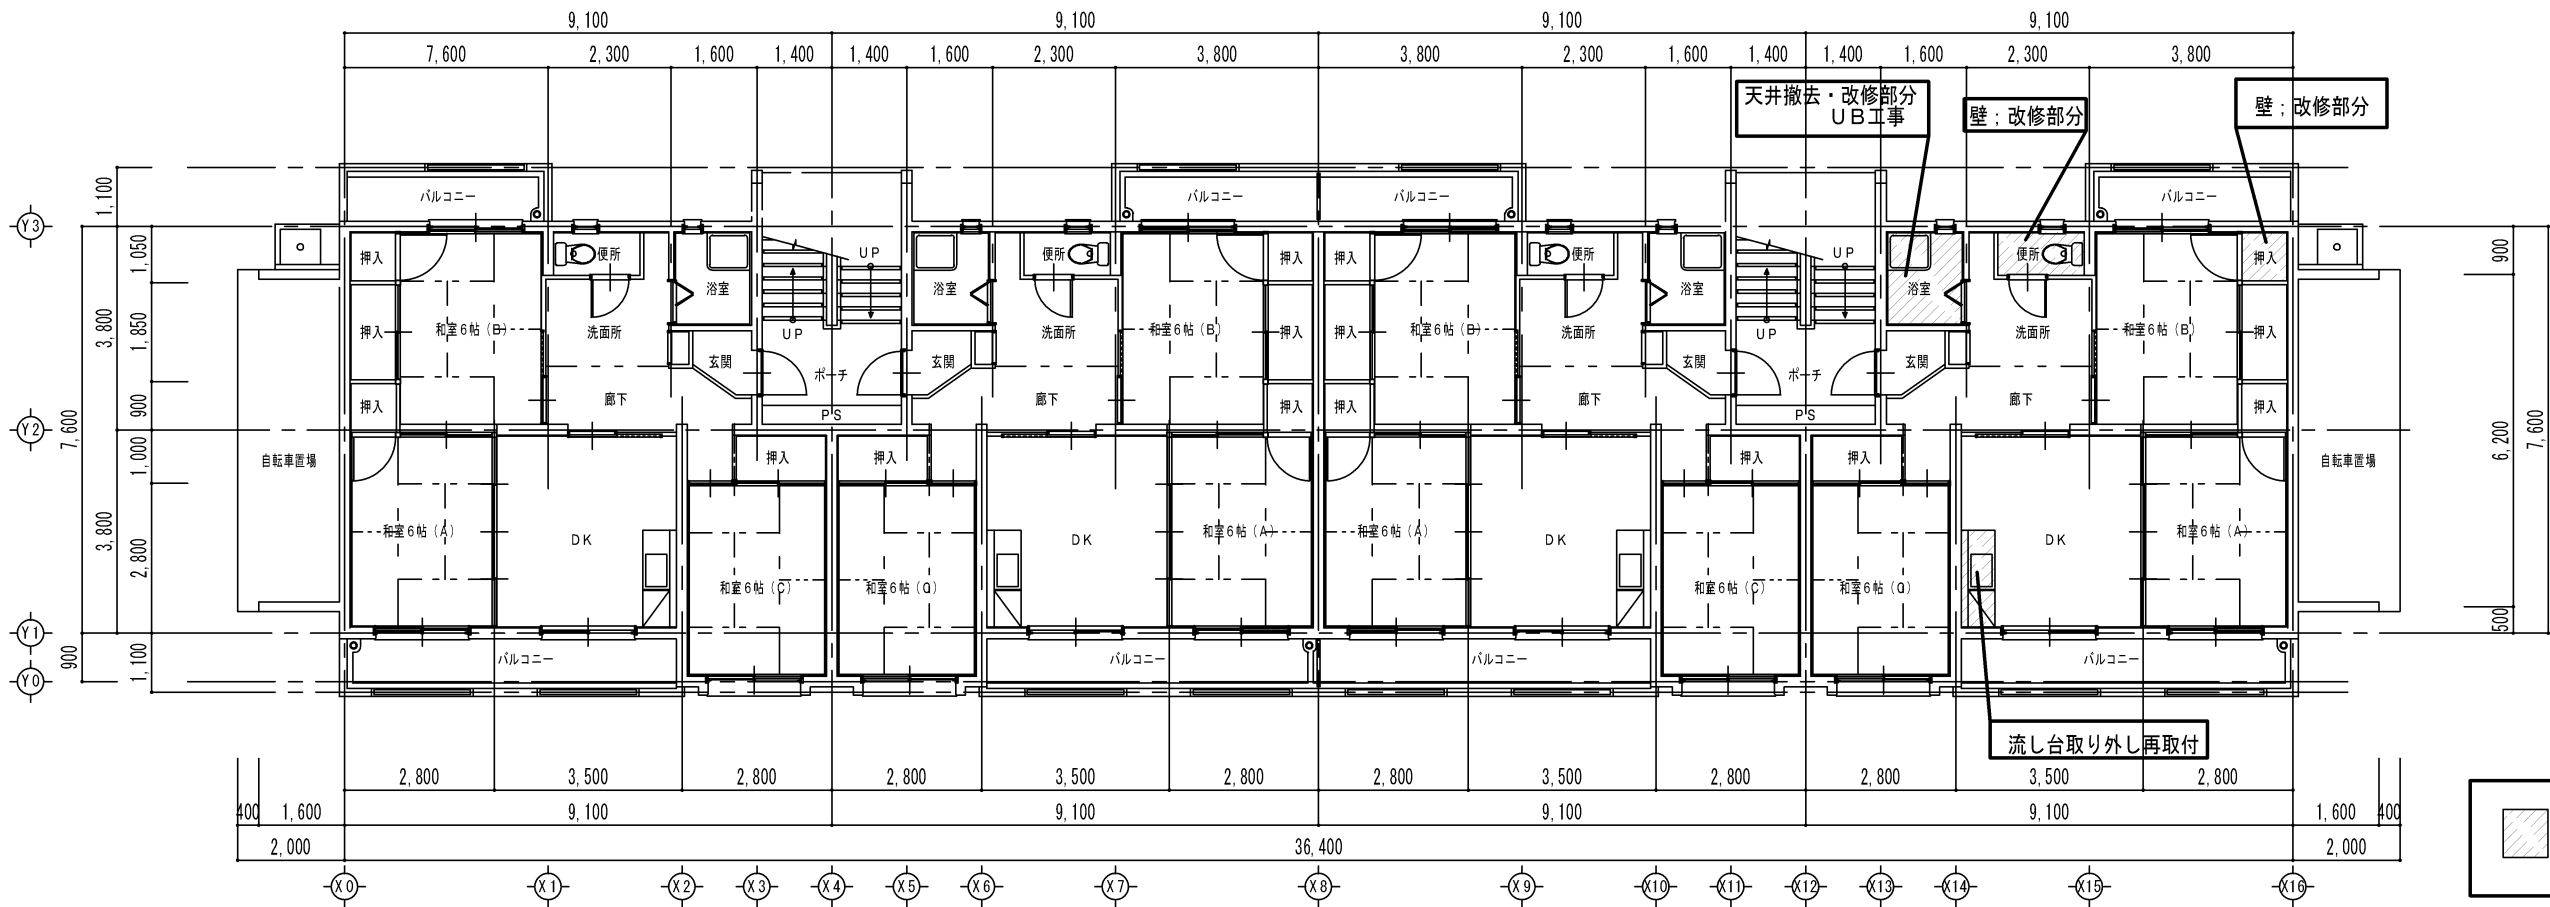 9,100 9,100 9,100 9,100
7,600 2,300 1,600 1,400 1,400 1,600 2,300 3,800 3,800 2,300 1,600 1,400 1,400 1,600 2,300 3,800
天井撤去・改修部分
UB工事
壁；改修部分
壁；改修部分
1,100
バルコニー バルコニー バルコニー バルコニー
Y3
押入 便所 UP 便所 押入 押入 便所 UP 便所 押入
1,050 900
浴室 浴室 浴室 浴室
3,800 1,850
押入 和室6帖(B) 洗面所 UP 洗面所 和室6帖(B) 押入 押入 和室6帖(B) 洗面所 UP 洗面所 和室6帖(B) 押入
玄関 ポーチ 玄関 玄関 ポーチ 玄関
900
押入 廊下 PS 廊下 押入 押入 廊下 PS 廊下 押入
Y2
7,600 1,000 6,200 7,600
自転車置場 押入 押入 押入 押入 自転車置場
3,800 2,800
和室6帖(A) DK DK 和室6帖(A) 和室6帖(A) DK DK 和室6帖(A)
和室6帖(C) 和室6帖(Q) 和室6帖(C) 和室6帖(Q)
500
Y1
900 1,100
バルコニー バルコニー バルコニー バルコニー
Y0
流し台取り外し再取付
2,800 3,500 2,800 2,800 3,500 2,800 2,800 3,500 2,800 2,800 3,500 2,800
400 1,600 9,100 9,100 9,100 9,100 1,600 400
2,000 36,400 2,000
X0 X1 X2 X3 X4 X5 X6 X7 X8 X9 X10 X11 X12 X13 X14 X15 X16